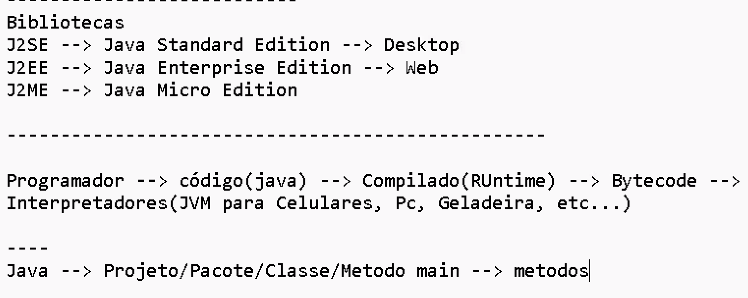 ----------------------------
Bibliotecas
J2SE --> Java Standard Edition --> Desktop
J2EE --> Java Enterprise Edition --> Web
J2ME --> Java Micro Edition
-------------------------------------------------
Programador --> código(java) --> Compilado(RUntime) --> Bytecode -->
Interpretadores(JVM para Celulares, Pc, Geladeira, etc...)
----
Java --> Projeto/Pacote/Classe/Metodo main --> metodos